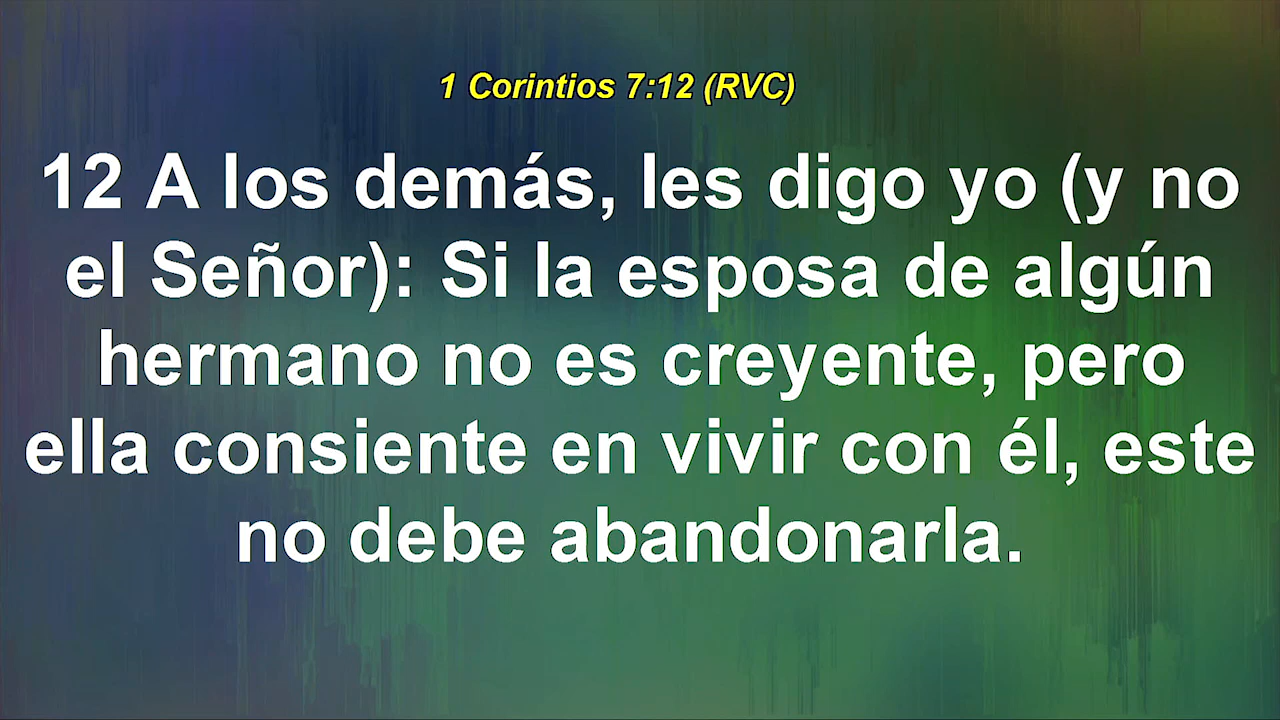 1 Corintios 7:12 (RVC)
12 A los demás, les digo yo (y no
el Señor): Si la esposa de algún
hermano no es creyente, pero
ella consiente en vivir con él, este
no debe abandonarla.